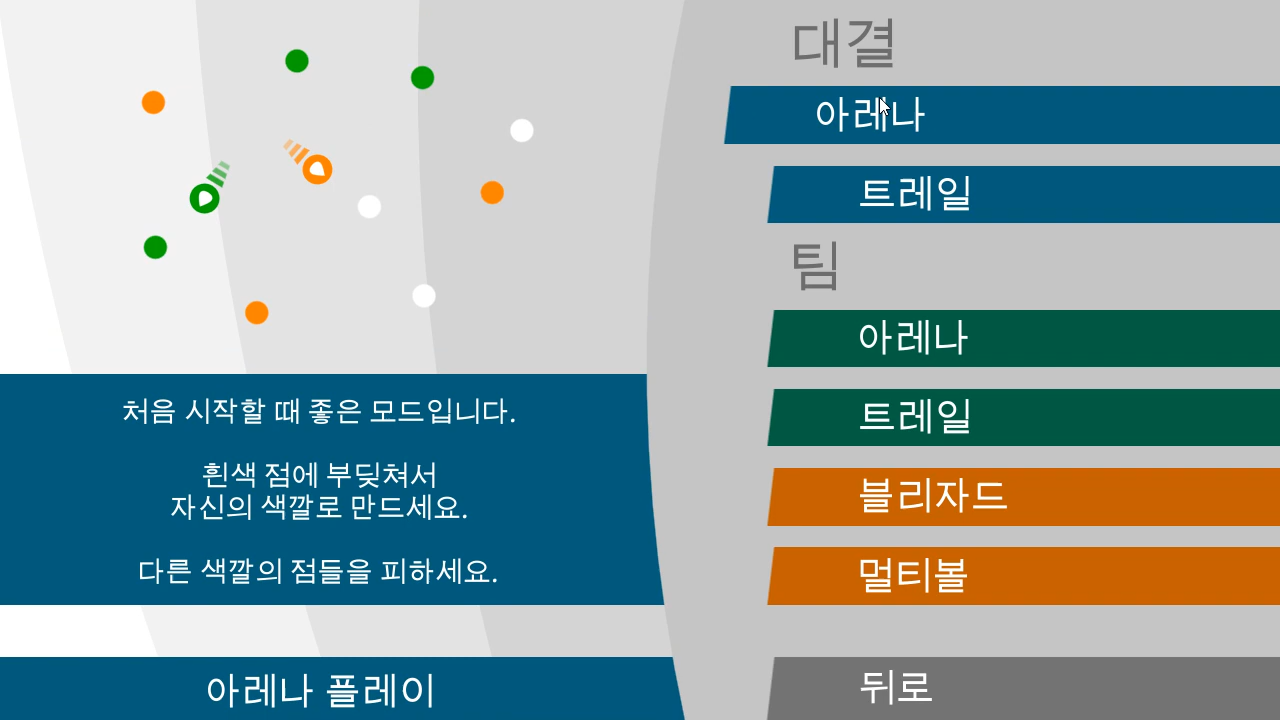 처음 시작할 때 좋은 모드입니다.
흰색 점에 부딪쳐서
자신의 색깔로 만드세요.
다른 색깔의 점들을 피하세요.
아레나 플레이
대결
아레나
트레일
팀
아레나
트레일
블리자드
멀티볼
뒤로